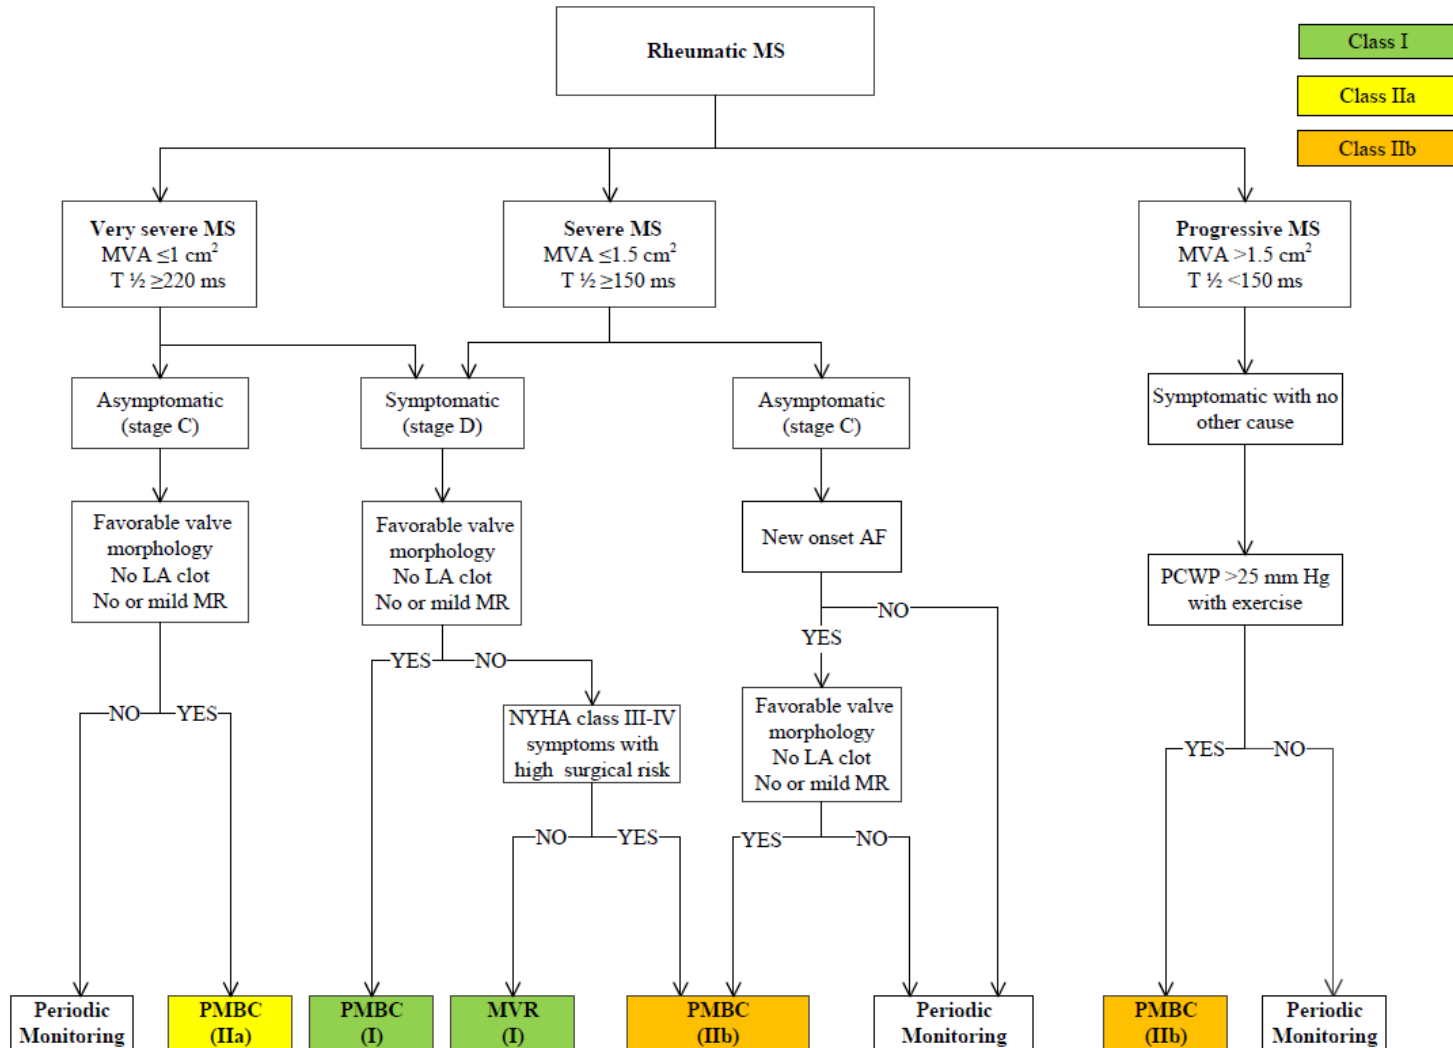 Rheumatic MS
Class I
Class IIa
Class IIb
Very severe MS
MVA ≤1 cm²
T ½ ≥220 ms
Severe MS
MVA ≤1.5 cm²
T ½ ≥150 ms
Progressive MS
MVA >1.5 cm²
T ½ <150 ms
Asymptomatic
(stage C)
Symptomatic
(stage D)
Asymptomatic
(stage C)
Symptomatic with no
other cause
Favorable valve
morphology
No LA clot
No or mild MR
Favorable valve
morphology
No LA clot
No or mild MR
New onset AF
PCWP >25 mm Hg
with exercise
NO
YES
YES
NO
NYHA class III-IV
symptoms with
high surgical risk
Favorable valve
morphology
No LA clot
No or mild MR
NO
YES
YES
NO
NO
YES
YES
NO
Periodic
Monitoring
PMBC
(IIa)
PMBC
(I)
MVR
(I)
PMBC
(IIb)
Periodic
Monitoring
PMBC
(IIb)
Periodic
Monitoring